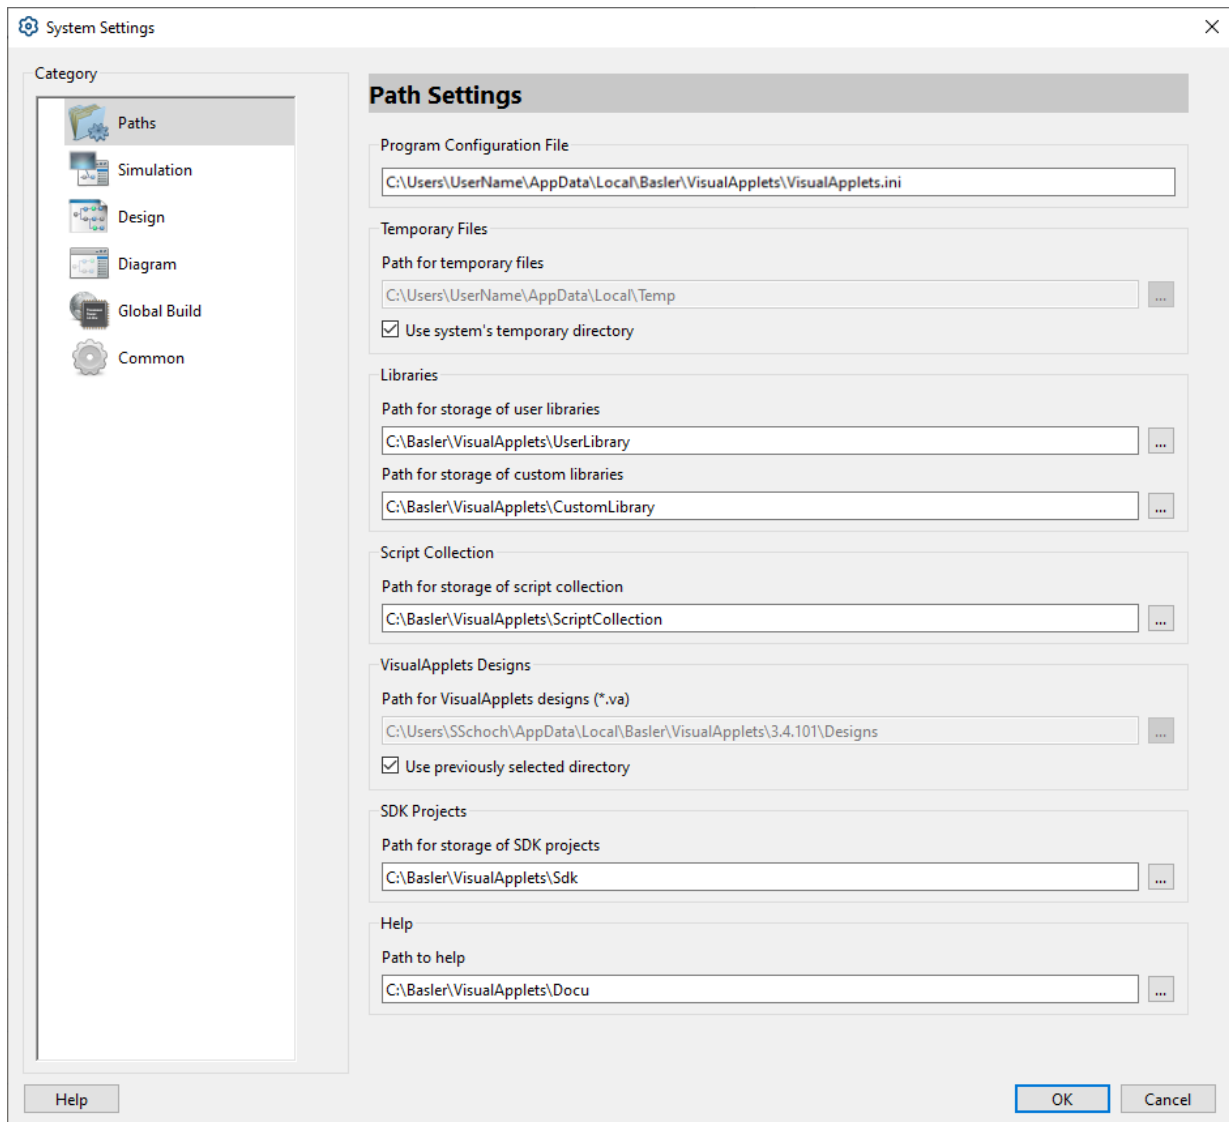 System Settings
Category
Paths
Simulation
Design
Diagram
Global Build
Common
Path Settings
Program Configuration File
C:\Users\UserName\AppData\Local\Basler\VisualApplets\VisualApplets.ini
Temporary Files
Path for temporary files
C:\Users\UserName\AppData\Local\Temp
...
Use system's temporary directory
Libraries
Path for storage of user libraries
C:\Basler\VisualApplets\UserLibrary
...
Path for storage of custom libraries
C:\Basler\VisualApplets\CustomLibrary
...
Script Collection
Path for storage of script collection
C:\Basler\VisualApplets\ScriptCollection
...
VisualApplets Designs
Path for VisualApplets designs (*.va)
C:\Users\SSchoch\AppData\Local\Basler\VisualApplets\3.4.101\Designs
...
Use previously selected directory
SDK Projects
Path for storage of SDK projects
C:\Basler\VisualApplets\Sdk
...
Help
Path to help
C:\Basler\VisualApplets\Docu
...
Help
OK
Cancel